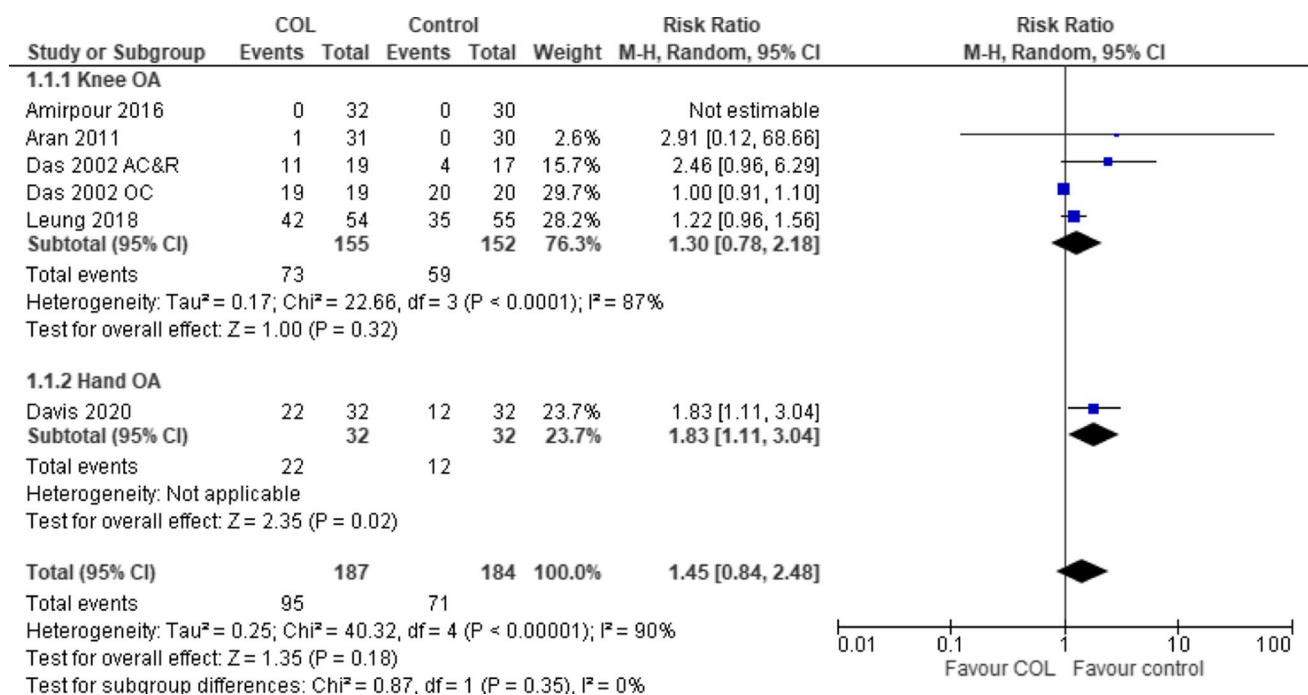 COL Control Risk Ratio Risk Ratio
Study or Subgroup Events Total Events Total Weight M-H, Random, 95% CI M-H, Random, 95% CI
1.1.1 Knee OA
Amirpour 2016 0 32 0 30 Not estimable
Aran 2011 1 31 0 30 2.6% 2.91 [0.12, 68.66]
Das 2002 AC&R 11 19 4 17 15.7% 2.46 [0.96, 6.29]
Das 2002 OC 19 19 20 20 29.7% 1.00 [0.91, 1.10]
Leung 2018 42 54 35 55 28.2% 1.22 [0.96, 1.56]
Subtotal (95% CI) 155 152 76.3% 1.30 [0.78, 2.18]
Total events 73 59
Heterogeneity: Tau² = 0.17; Chi² = 22.66, df = 3 (P < 0.0001); I² = 87%
Test for overall effect: Z = 1.00 (P = 0.32)
1.1.2 Hand OA
Davis 2020 22 32 12 32 23.7% 1.83 [1.11, 3.04]
Subtotal (95% CI) 32 32 23.7% 1.83 [1.11, 3.04]
Total events 22 12
Heterogeneity: Not applicable
Test for overall effect: Z = 2.35 (P = 0.02)
Total (95% CI) 187 184 100.0% 1.45 [0.84, 2.48]
Total events 95 71
Heterogeneity: Tau² = 0.25; Chi² = 40.32, df = 4 (P < 0.00001); I² = 90%
Test for overall effect: Z = 1.35 (P = 0.18)
Test for subgroup differences: Chi² = 0.87, df = 1 (P = 0.35), I² = 0%
0.01 0.1 1 10 100
Favour COL Favour control